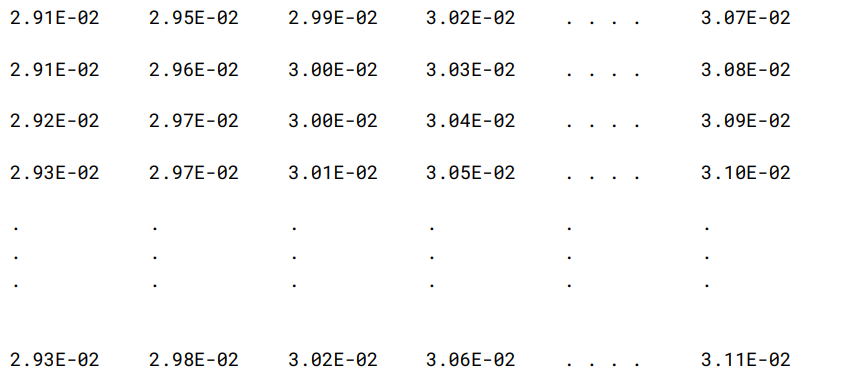 2.91E-02 2.95E-02 2.99E-02 3.02E-02 . . . . 3.07E-02
2.91E-02 2.96E-02 3.00E-02 3.03E-02 . . . . 3.08E-02
2.92E-02 2.97E-02 3.00E-02 3.04E-02 . . . . 3.09E-02
2.93E-02 2.97E-02 3.01E-02 3.05E-02 . . . . 3.10E-02
. . . . . .
. . . . . .
. . . . . .
2.93E-02 2.98E-02 3.02E-02 3.06E-02 . . . . 3.11E-02